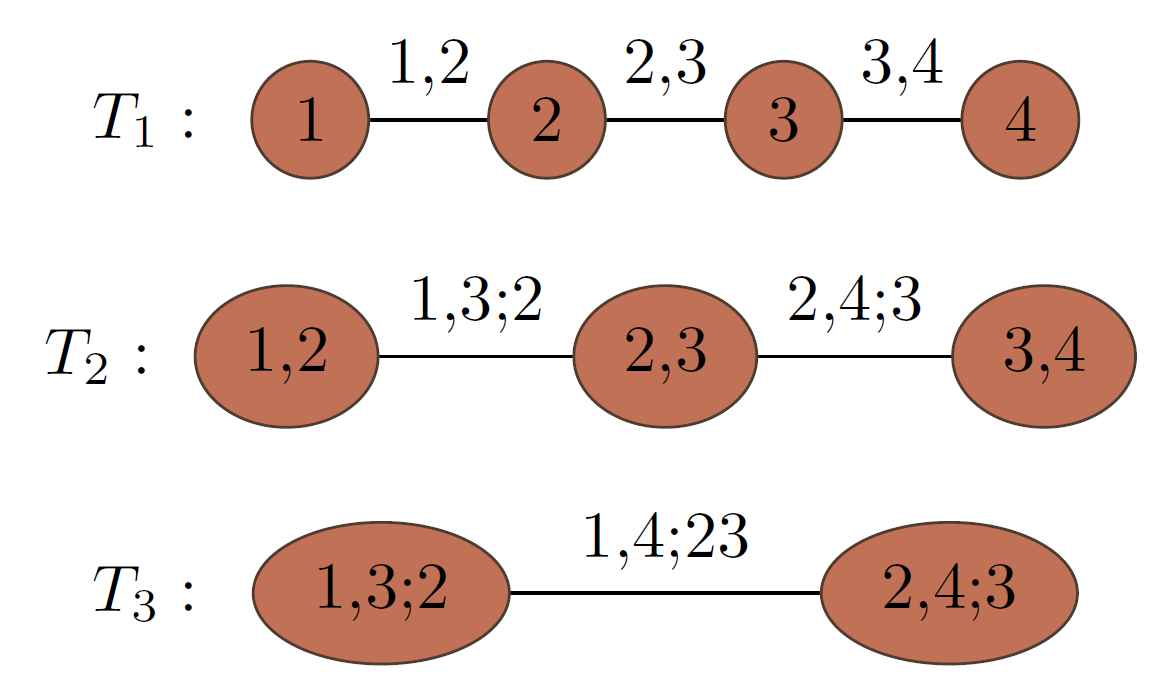 1,2 2,3 3,4
T1 : 1 2 3 4
1,3;2 2,4;3
T2 : 1,2 2,3 3,4
1,4;23
T3 : 1,3;2 2,4;3